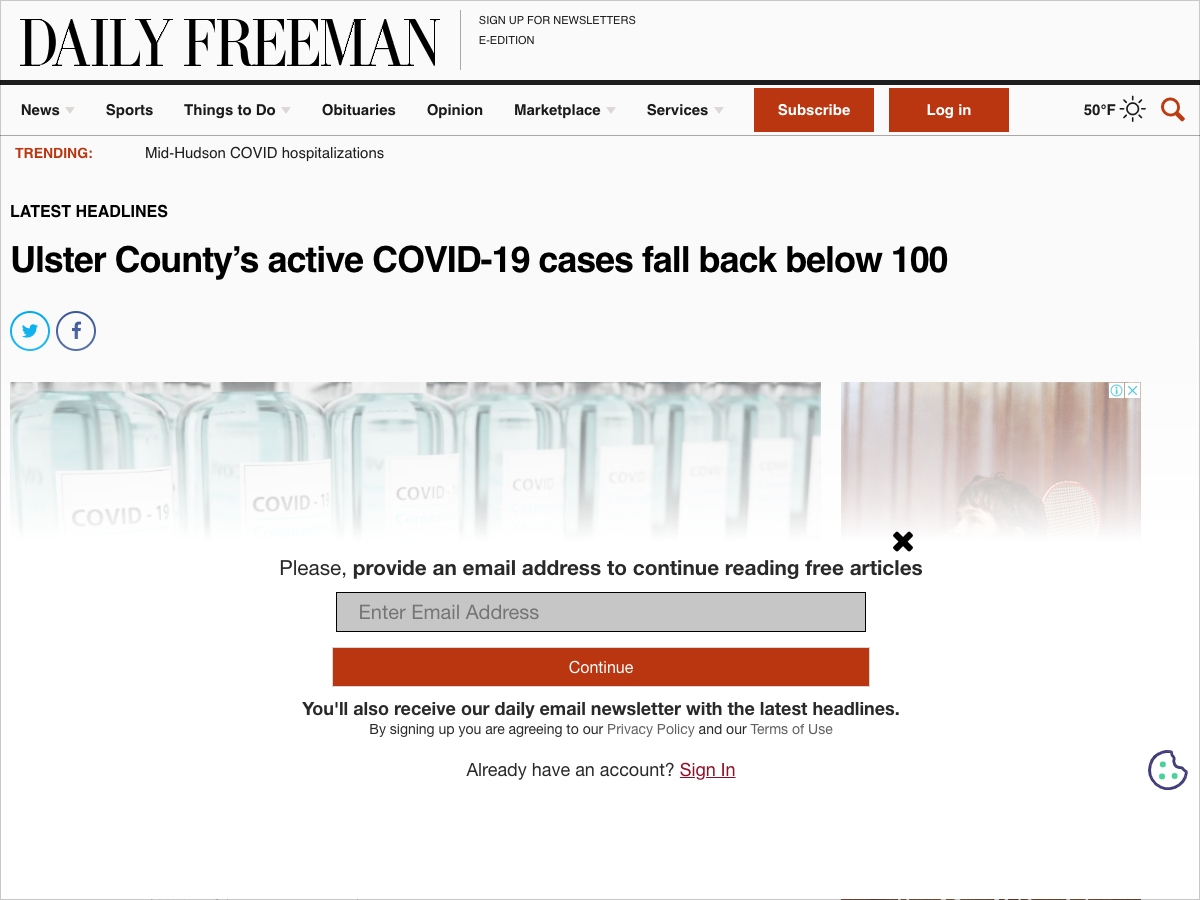 DAILY FREEMAN
SIGN UP FOR NEWSLETTERS
E-EDITION
News Sports Things to Do Obituaries Opinion Marketplace Services Subscribe Log in 50°F
TRENDING: Mid-Hudson COVID hospitalizations
LATEST HEADLINES
Ulster County’s active COVID-19 cases fall back below 100
COVID - 19 COVID - 19 COVID - COVID COVID COVID COVID
Please, provide an email address to continue reading free articles
Enter Email Address
Continue
You'll also receive our daily email newsletter with the latest headlines.
By signing up you are agreeing to our Privacy Policy and our Terms of Use
Already have an account? Sign In